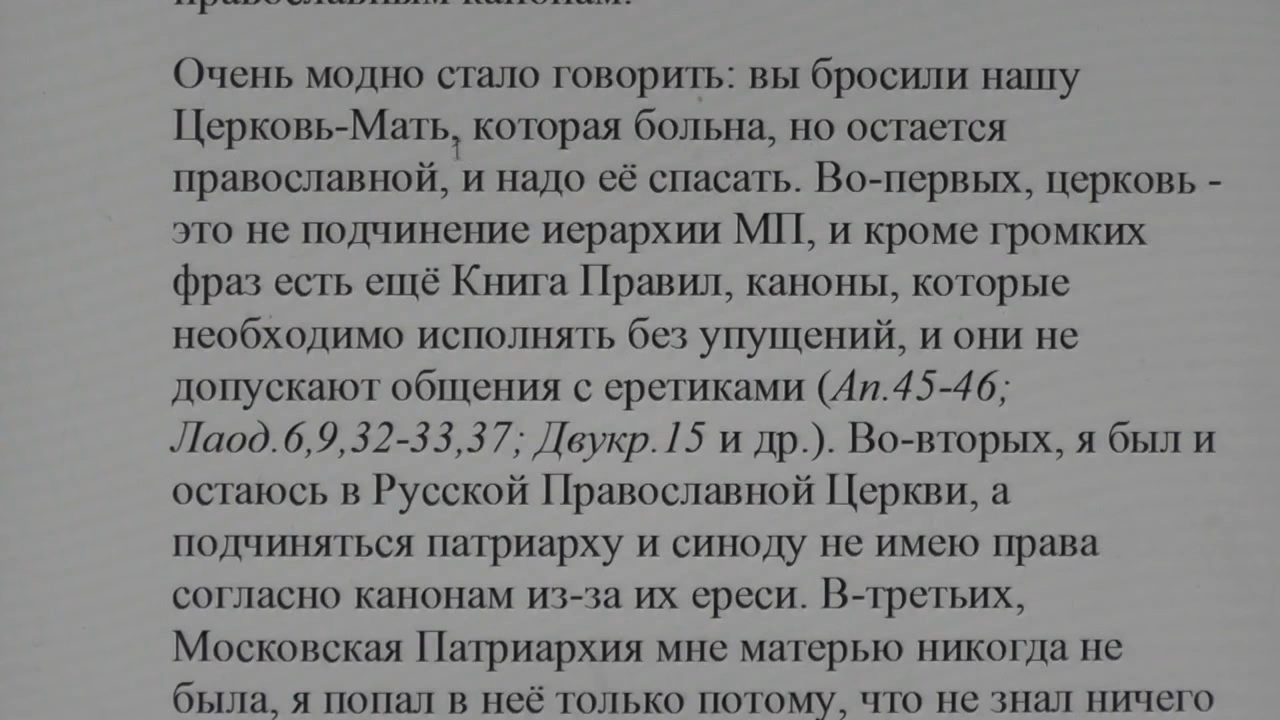 православным канонам.
Очень модно стало говорить: вы бросили нашу
Церковь-Мать, которая больна, но остается
православной, и надо её спасать. Во-первых, церковь -
это не подчинение иерархии МП, и кроме громких
фраз есть ещё Книга Правил, каноны, которые
необходимо исполнять без упущений, и они не
допускают общения с еретиками (Ап.45-46;
Лаод.6,9,32-33,37; Двукр.15 и др.). Во-вторых, я был и
остаюсь в Русской Православной Церкви, а
подчиняться патриарху и синоду не имею права
согласно канонам из-за их ереси. В-третьих,
Московская Патриархия мне матерью никогда не
была, я попал в неё только потому, что не знал ничего